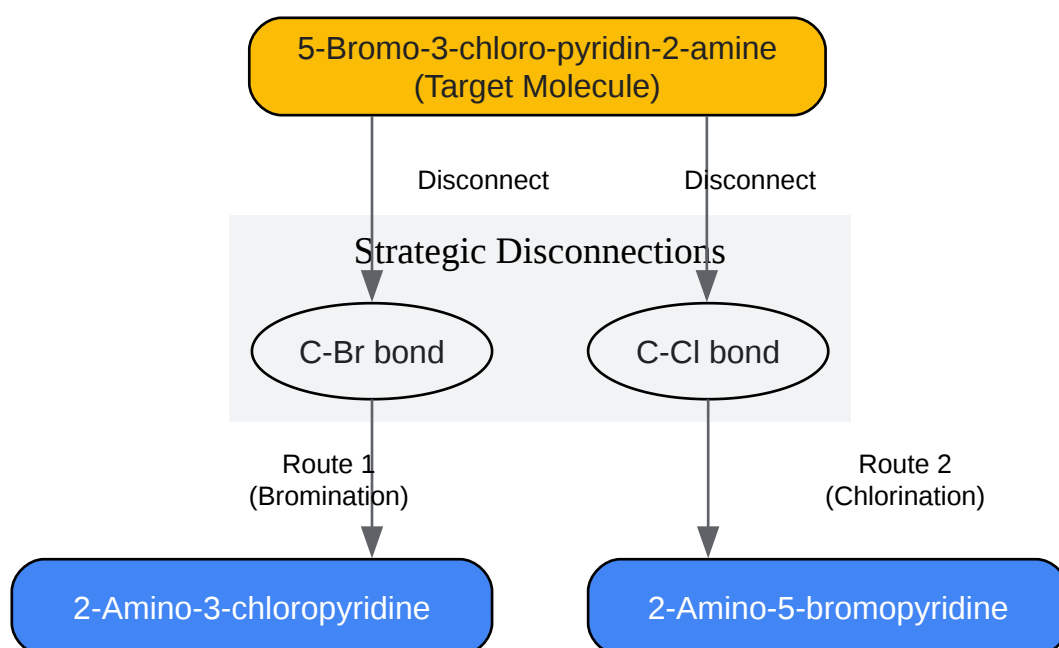 5-Bromo-3-chloro-pyridin-2-amine
(Target Molecule)
Disconnect
Disconnect
Strategic Disconnections
C-Br bond
C-Cl bond
Route 1
(Bromination)
Route 2
(Chlorination)
2-Amino-3-chloropyridine
2-Amino-5-bromopyridine